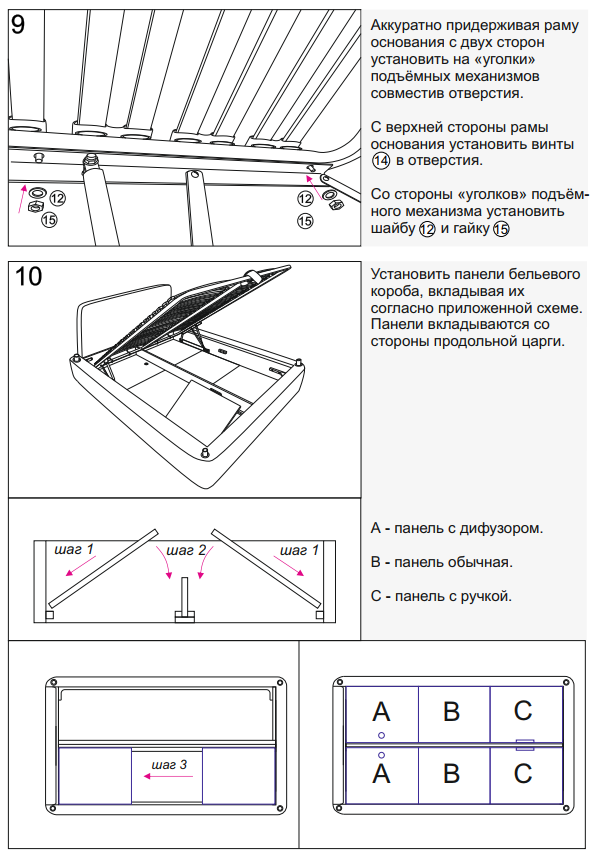 9
Аккуратно придерживая раму
основания с двух сторон
установить на «уголки»
подъёмных механизмов
совместив отверстия.
С верхней стороны рамы
основания установить винты
14 в отверстия.
Со стороны «уголков» подъём-
ного механизма установить
шайбу 12 и гайку 15
12
15
12
15
10
Установить панели бельевого
короба, вкладывая их
согласно приложенной схеме.
Панели вкладываются со
стороны продольной царги.
шаг 1
шаг 2
шаг 1
А - панель с дифузором.
В - панель обычная.
С - панель с ручкой.
шаг 3
A B C
A B C